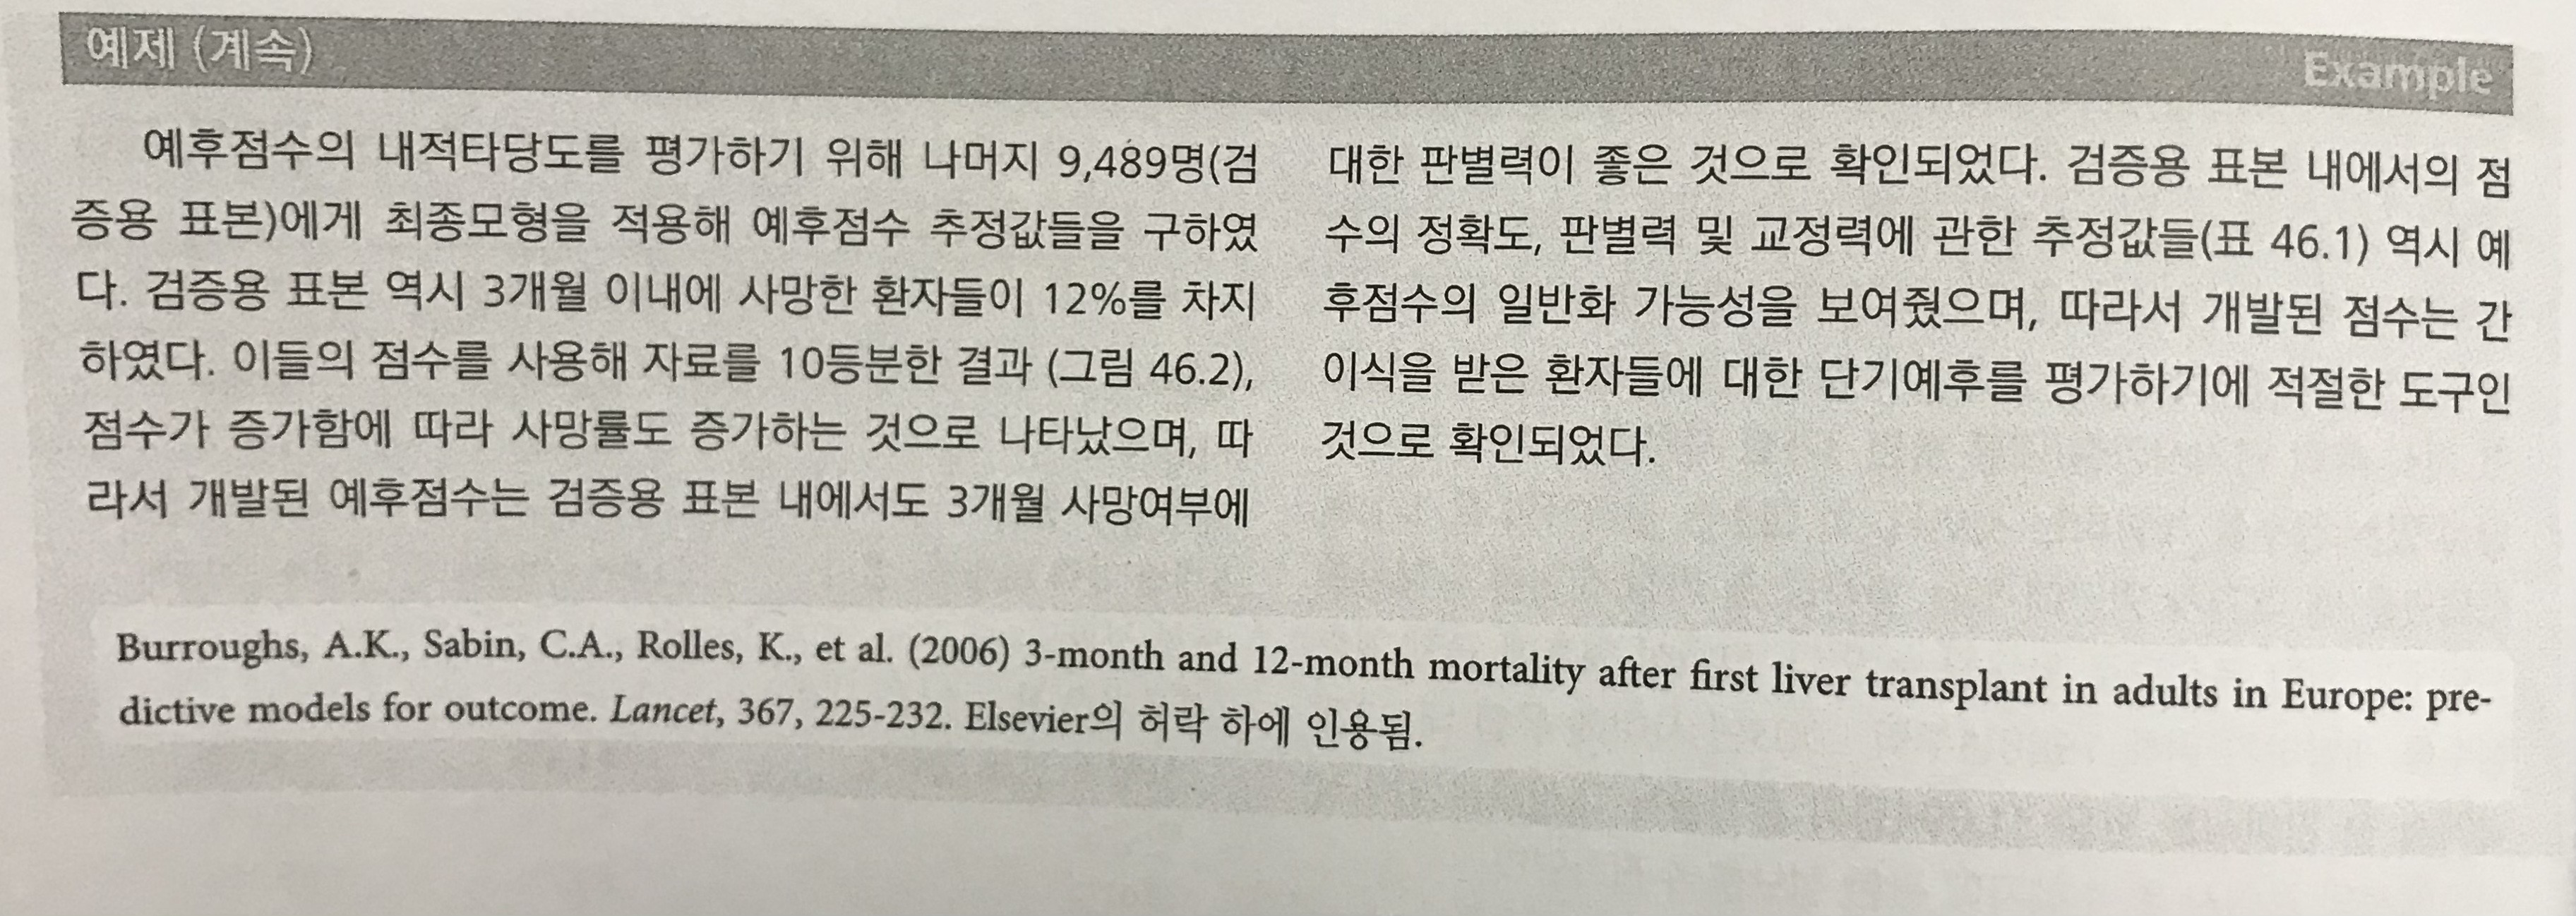 예제 (계속)
Example
예후점수의 내적타당도를 평가하기 위해 나머지 9,489명(검
증용 표본)에게 최종모형을 적용해 예후점수 추정값들을 구하였
다. 검증용 표본 역시 3개월 이내에 사망한 환자들이 12%를 차지
하였다. 이들의 점수를 사용해 자료를 10등분한 결과 (그림 46.2),
점수가 증가함에 따라 사망률도 증가하는 것으로 나타났으며, 따
라서 개발된 예후점수는 검증용 표본 내에서도 3개월 사망여부에
대한 판별력이 좋은 것으로 확인되었다. 검증용 표본 내에서의 점
수의 정확도, 판별력 및 교정력에 관한 추정값들(표 46.1) 역시 예
후점수의 일반화 가능성을 보여줬으며, 따라서 개발된 점수는 간
이식을 받은 환자들에 대한 단기예후를 평가하기에 적절한 도구인
것으로 확인되었다.
Burroughs, A.K., Sabin, C.A., Rolles, K., et al. (2006) 3-month and 12-month mortality after first liver transplant in adults in Europe: pre-
dictive models for outcome. Lancet, 367, 225-232. Elsevier의 허락 하에 인용됨.